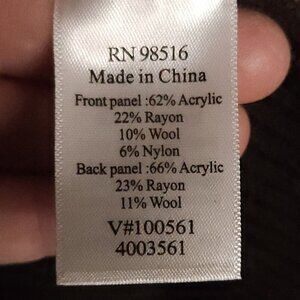 RN 98516
Made in China
Front panel :62% Acrylic
22% Rayon
10% Wool
6% Nylon
Back panel :66% Acrylic
23% Rayon
11% Wool
V#100561
4003561